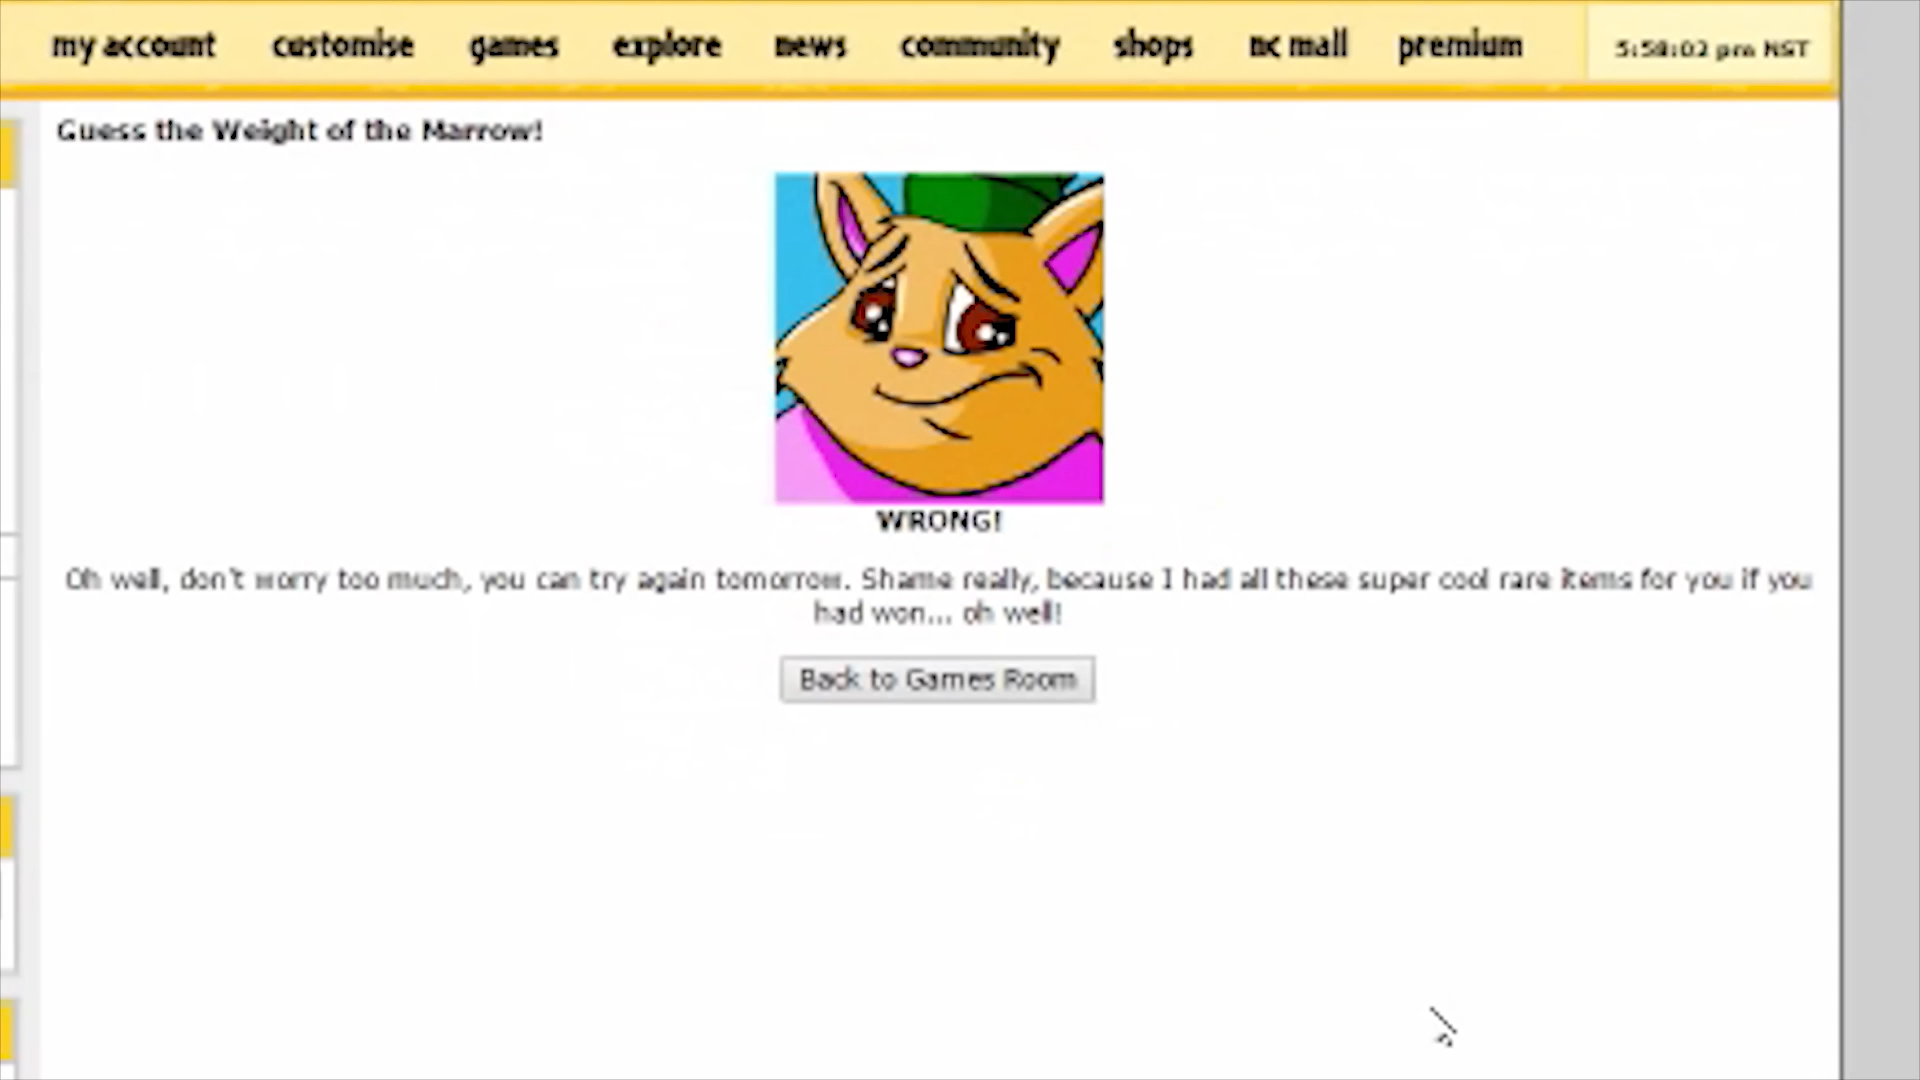 my account customise games explore news community shops nc mall premium 5:58:02 pm NST
Guess the Weight of the Marrow!
WRONG!
Oh well, don't worry too much, you can try again tomorrow. Shame really, because I had all these super cool rare items for you if you
had won... oh well!
Back to Games Room